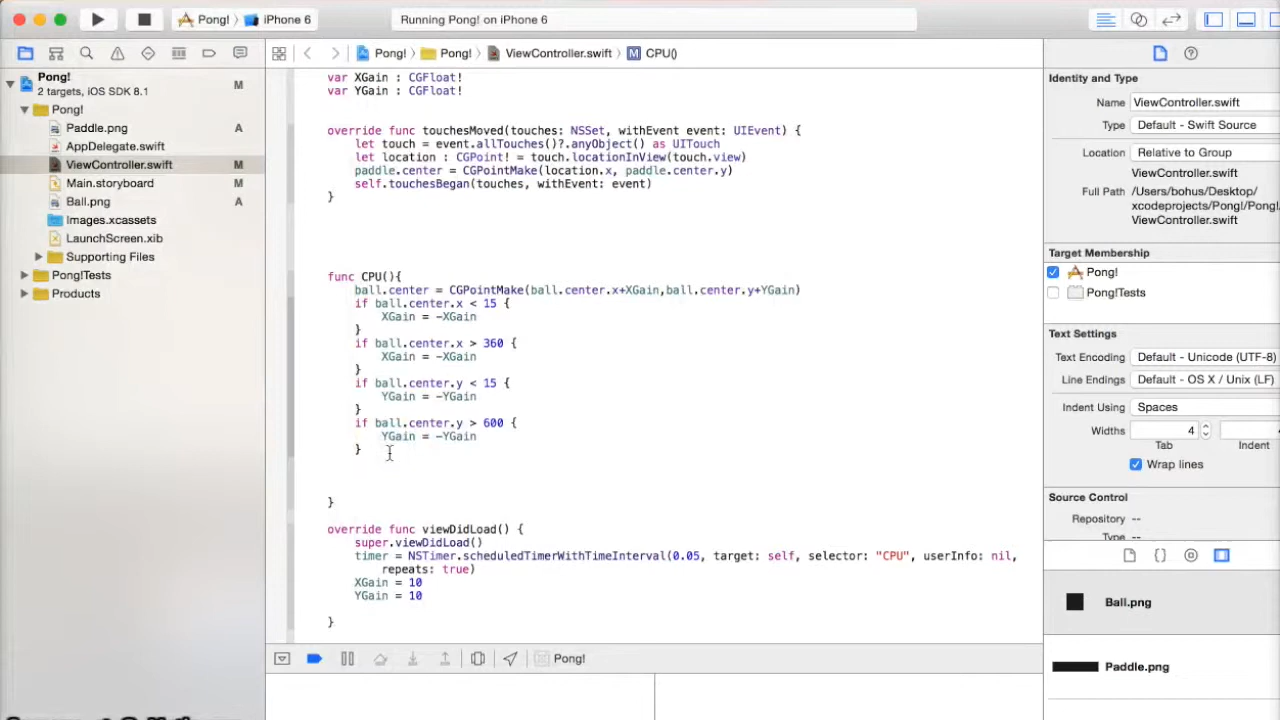 Pong! iPhone 6
Running Pong! on iPhone 6
Pong! Pong! ViewController.swift M CPU()
Pong! M
2 targets, iOS SDK 8.1
Pong!
Paddle.png A
AppDelegate.swift
ViewController.swift M
Main.storyboard M
Ball.png A
Images.xcassets
LaunchScreen.xib
Supporting Files
Pong!Tests
Products
var XGain : CGFloat!
var YGain : CGFloat!
override func touchesMoved(touches: NSSet, withEvent event: UIEvent) {
let touch = event.allTouches()?.anyObject() as UITouch
let location : CGPoint! = touch.locationInView(touch.view)
paddle.center = CGPointMake(location.x, paddle.center.y)
self.touchesBegan(touches, withEvent: event)
}
func CPU(){
ball.center = CGPointMake(ball.center.x+XGain,ball.center.y+YGain)
if ball.center.x < 15 {
XGain = -XGain
}
if ball.center.x > 360 {
XGain = -XGain
}
if ball.center.y < 15 {
YGain = -YGain
}
if ball.center.y > 600 {
YGain = -YGain
}
}
override func viewDidLoad() {
super.viewDidLoad()
timer = NSTimer.scheduledTimerWithTimeInterval(0.05, target: self, selector: "CPU", userInfo: nil,
repeats: true)
XGain = 10
YGain = 10
}
Pong!
Identity and Type
Name ViewController.swift
Type Default - Swift Source
Location Relative to Group
ViewController.swift
Full Path /Users/bohus/Desktop/
xcodeprojects/Pong!/Pong!/
ViewController.swift
Target Membership
Pong!
Pong!Tests
Text Settings
Text Encoding Default - Unicode (UTF-8)
Line Endings Default - OS X / Unix (LF)
Indent Using Spaces
Widths 4 4
Tab Indent
Wrap lines
Source Control
Repository --
Type --
Ball.png
Paddle.png